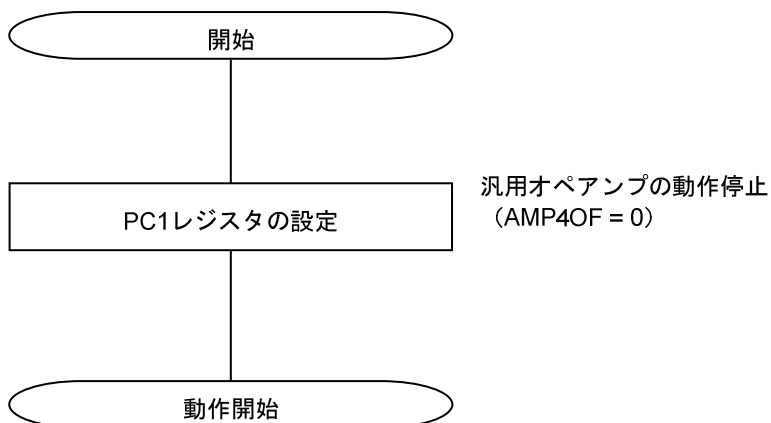 開始
PC1レジスタの設定
汎用オペアンプの動作停止
（AMP4OF = 0）
動作開始